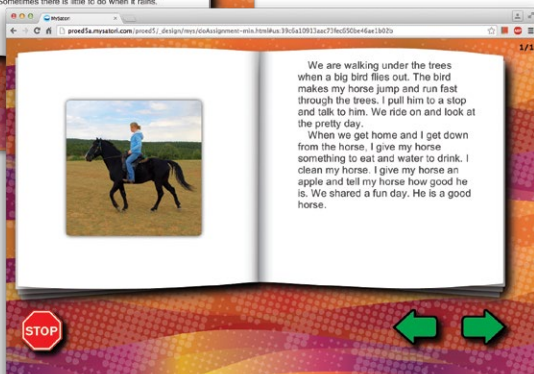 Sometimes there is little to do when it rains.
MySatori
proed5a.mysatori.com/proed5/_design/mys/doAssignment-min.html#us:39c6a10913aac73fec650be46ae1b02b
1/1
We are walking under the trees
when a big bird flies out. The bird
makes my horse jump and run fast
through the trees. I pull him to a stop
and talk to him. We ride on and look at
the pretty day.
When we get home and I get down
from the horse, I give my horse
something to eat and water to drink. I
clean my horse. I give my horse an
apple and tell my horse how good he
is. We shared a fun day. He is a good
horse.
STOP